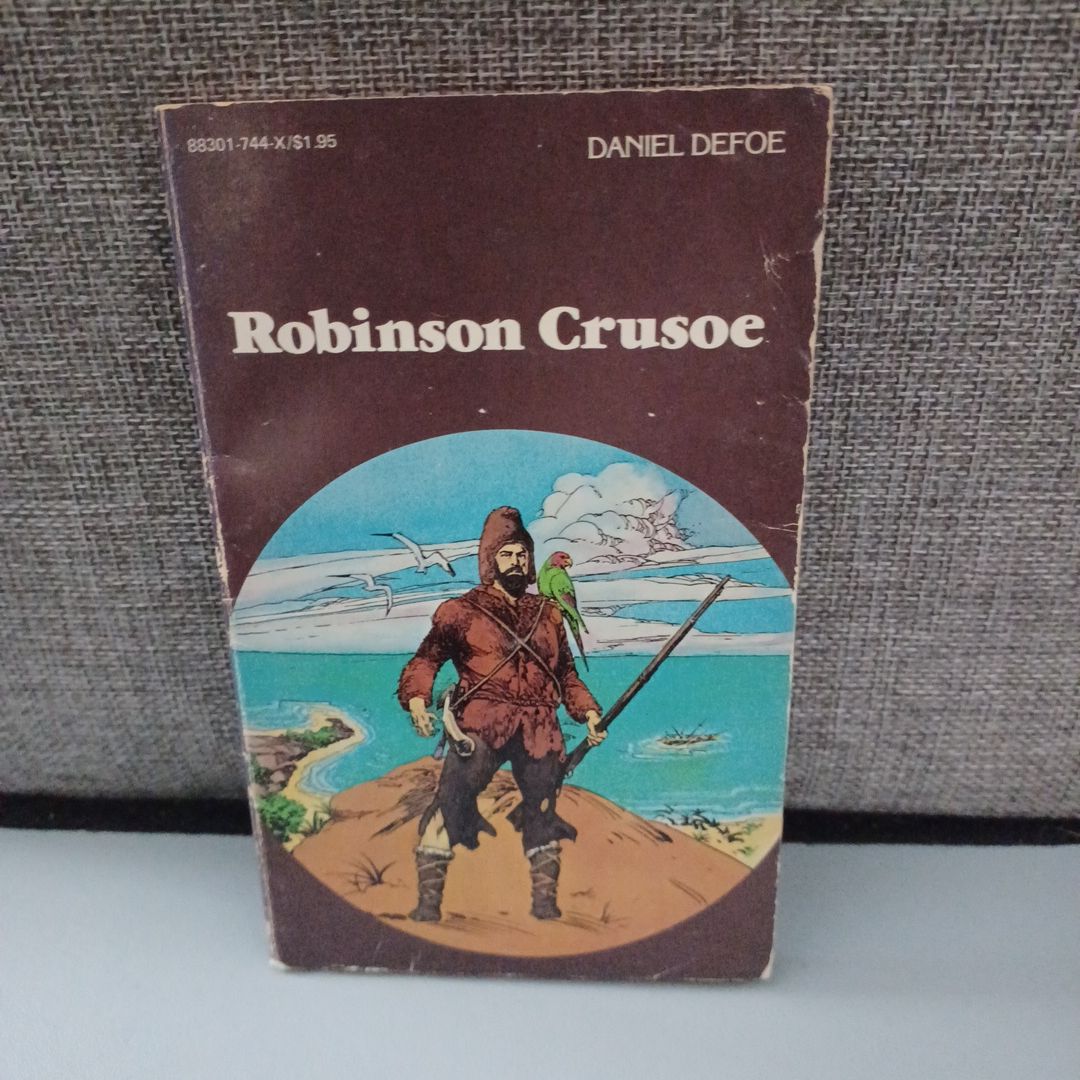 88301-744-X/$1.95
DANIEL DEFOE
Robinson Crusoe